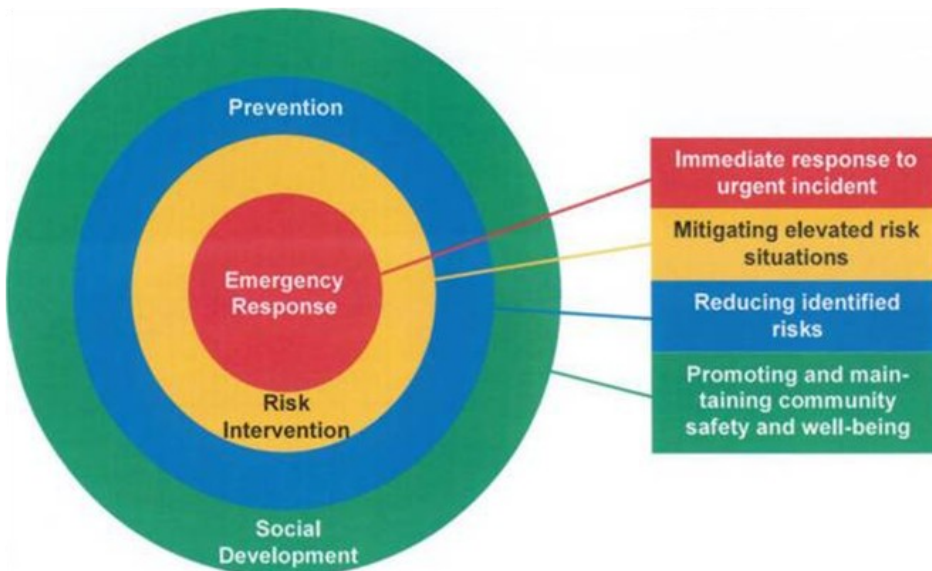 Prevention
Emergency
Response
Risk
Intervention
Social
Development
Immediate response to
urgent incident
Mitigating elevated risk
situations
Reducing identified
risks
Promoting and main-
taining community
safety and well-being